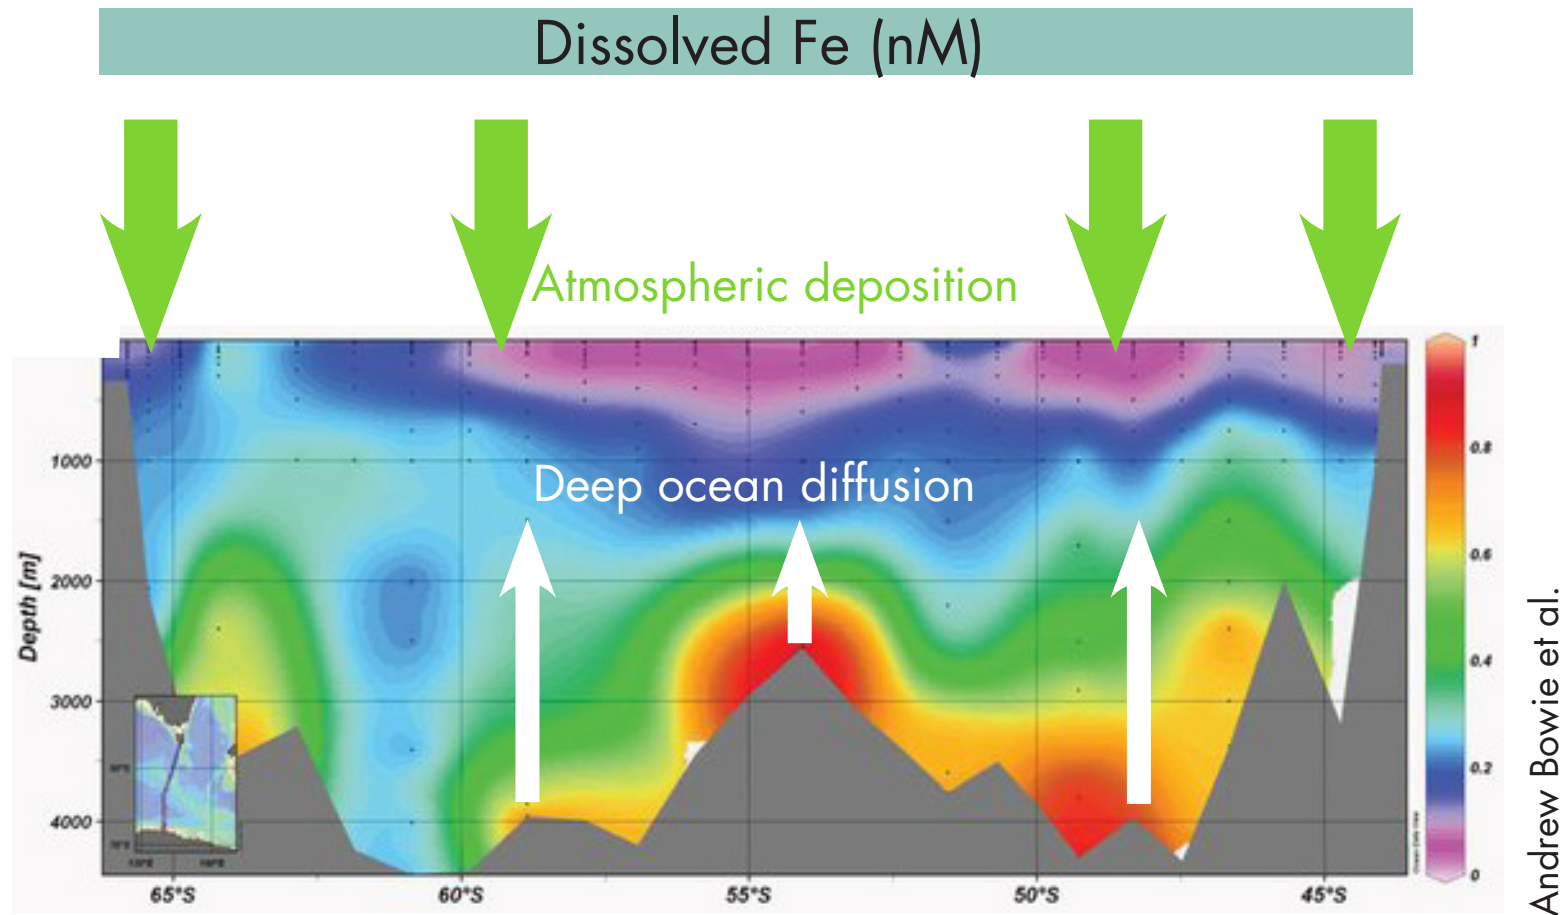 Dissolved Fe (nM)
Atmospheric deposition
Deep ocean diffusion
Depth [m]
1000
2000
3000
4000
65°S
60°S
55°S
50°S
45°S
1
0.8
0.6
0.4
0.2
0
Andrew Bowie et al.